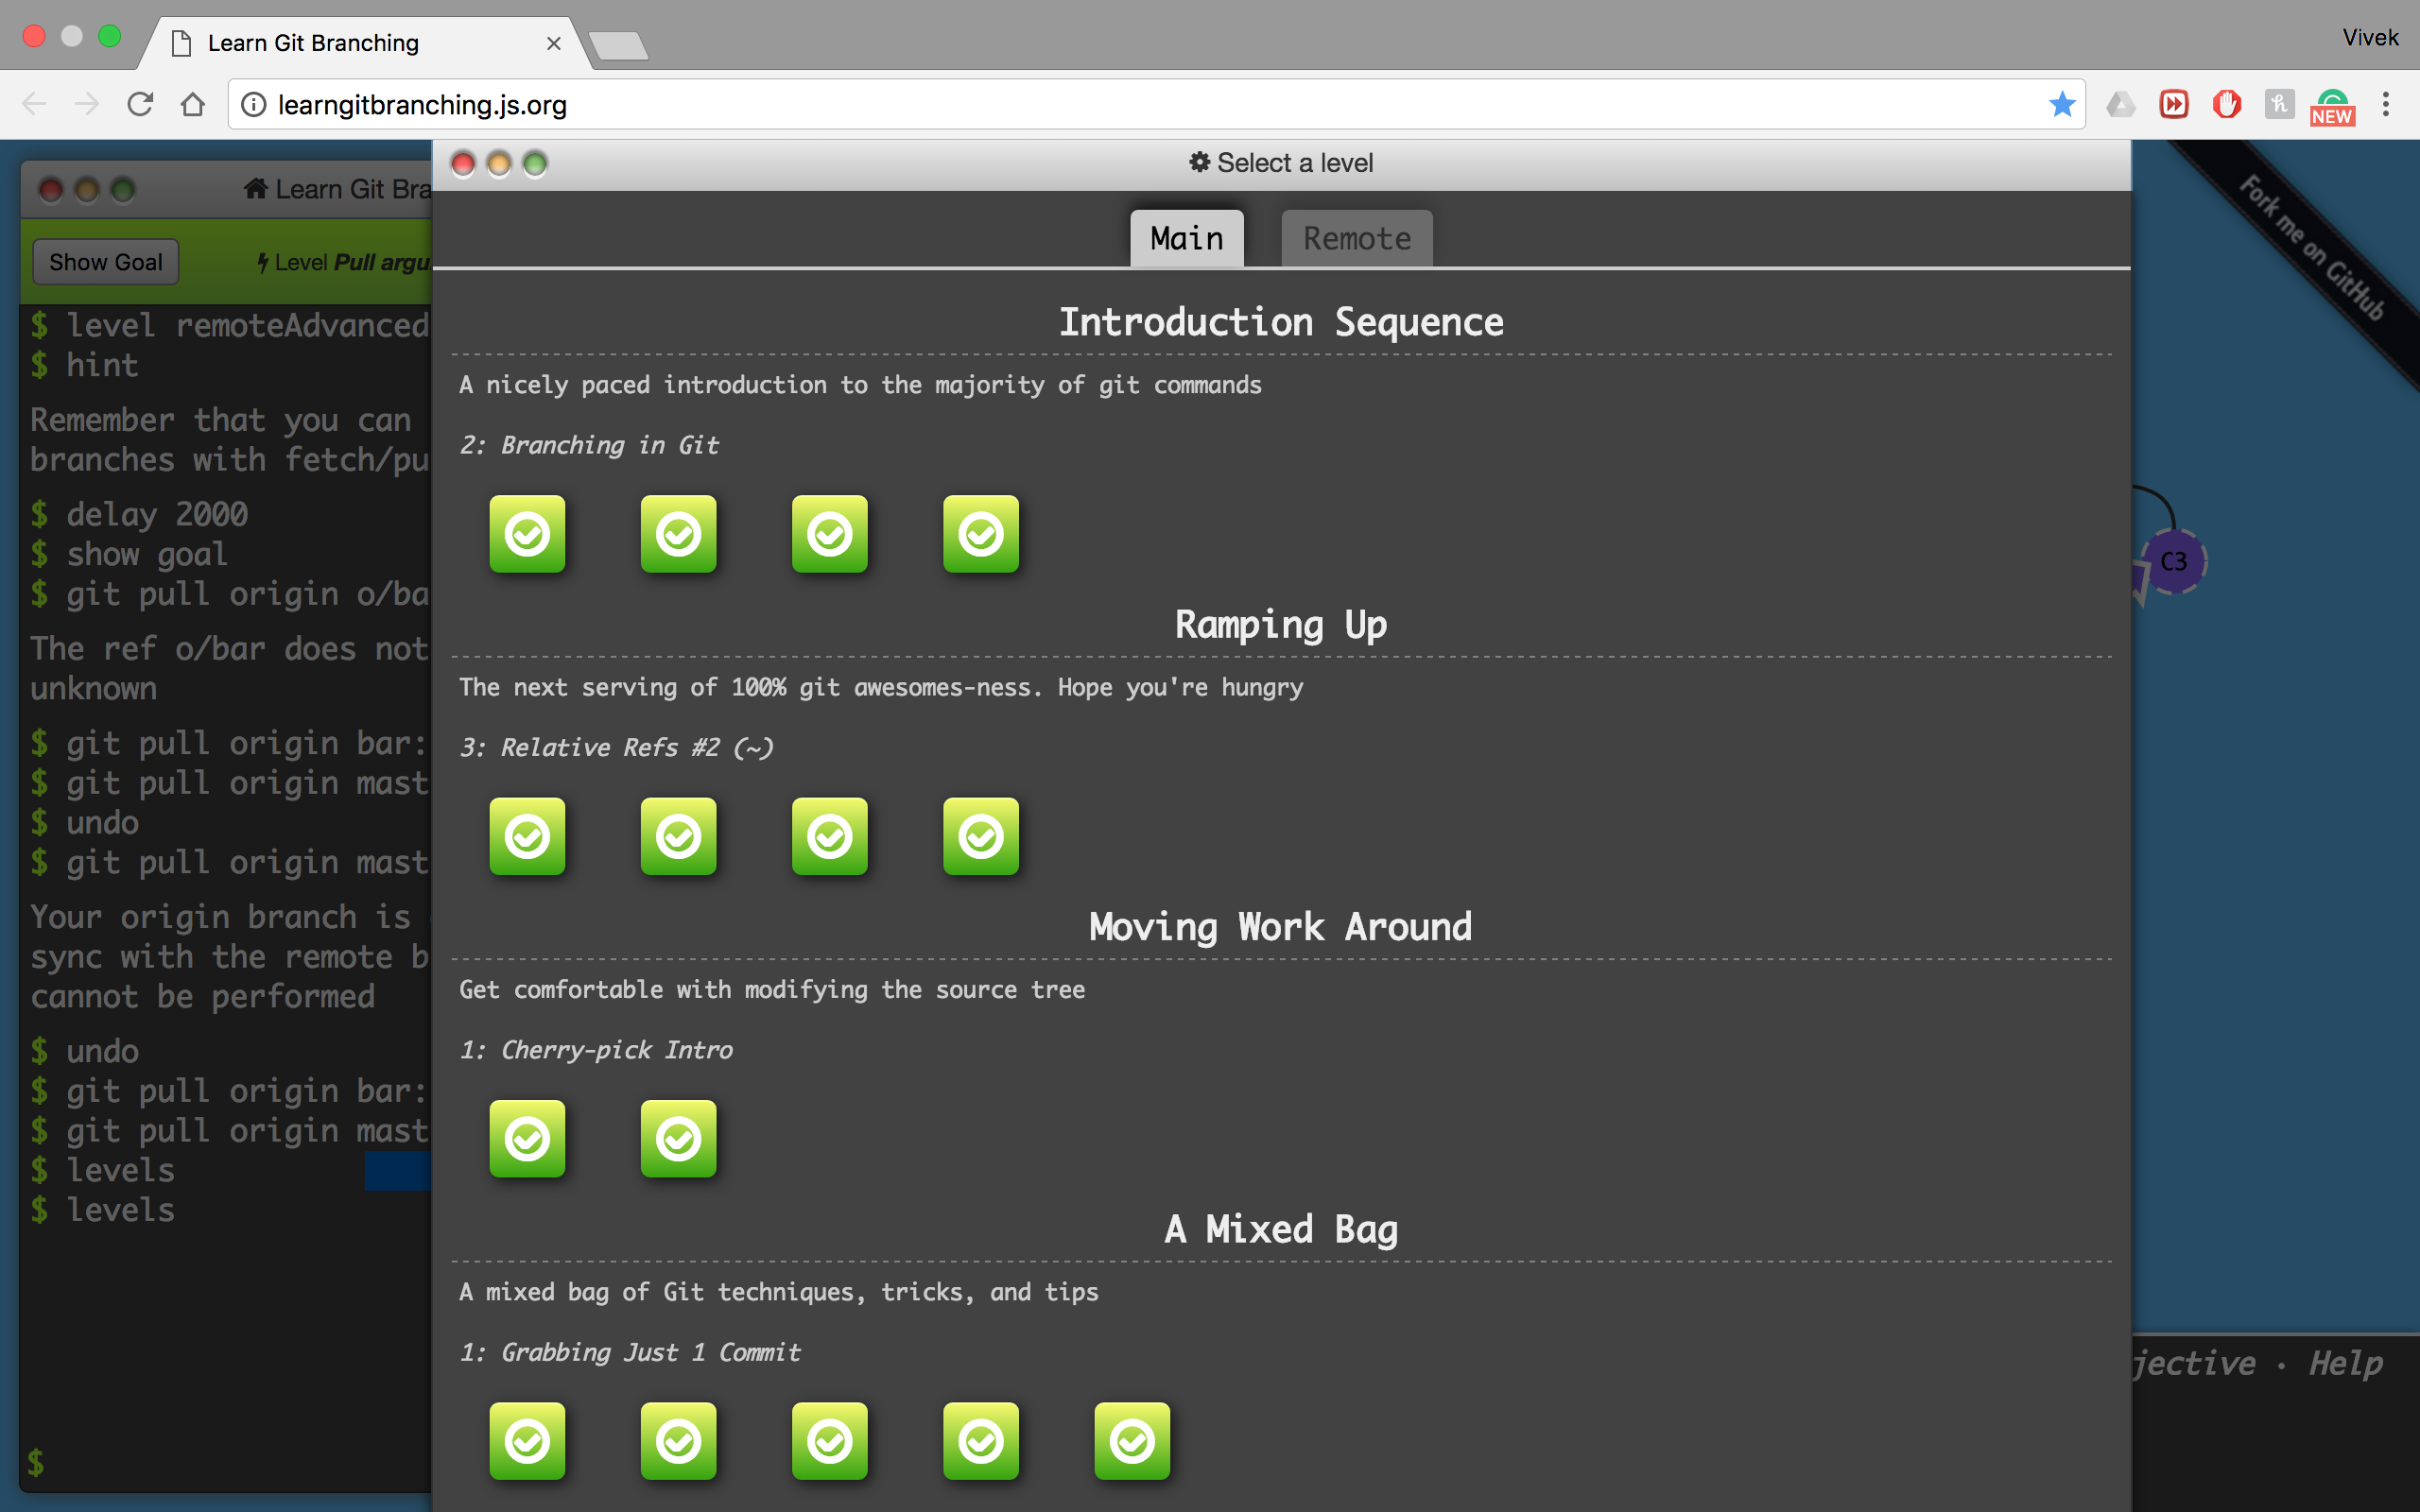 Learn Git Branching
Vivek
learngitbranching.js.org
NEW
Learn Git Bra
Show Goal
Level Pull argu
$ level remoteAdvanced
$ hint
Remember that you can
branches with fetch/pu
$ delay 2000
$ show goal
$ git pull origin o/ba
The ref o/bar does not
unknown
$ git pull origin bar:
$ git pull origin mast
$ undo
$ git pull origin mast
Your origin branch is
sync with the remote b
cannot be performed
$ undo
$ git pull origin bar:
$ git pull origin mast
$ levels
$ levels
$
Select a level
Main
Remote
Introduction Sequence
A nicely paced introduction to the majority of git commands
2: Branching in Git
Ramping Up
The next serving of 100% git awesomes-ness. Hope you're hungry
3: Relative Refs #2 (~)
Moving Work Around
Get comfortable with modifying the source tree
1: Cherry-pick Intro
A Mixed Bag
A mixed bag of Git techniques, tricks, and tips
1: Grabbing Just 1 Commit
Fork me on GitHub
C3
jective · Help